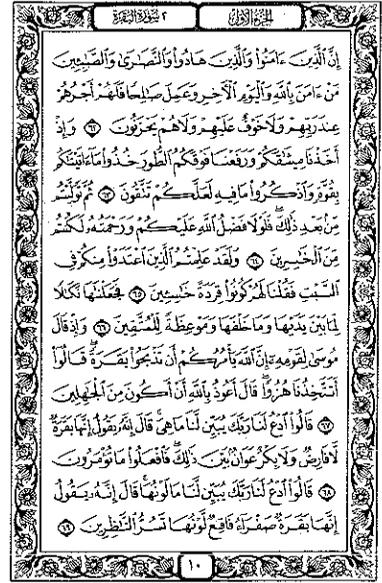 الجزء الأول
٢ سورة البقرة
إِنَّ ٱلَّذِينَ ءَامَنُوا۟ وَٱلَّذِينَ هَادُوا۟ وَٱلنَّصَٰرَىٰ وَٱلصَّٰبِـِٔينَ
مَنْ ءَامَنَ بِٱللَّهِ وَٱلْيَوْمِ ٱلْءَاخِرِ وَعَمِلَ صَٰلِحًا فَلَهُمْ أَجْرُهُمْ
عِندَ رَبِّهِمْ وَلَا خَوْفٌ عَلَيْهِمْ وَلَا هُمْ يَحْزَنُونَ ٦٢ وَإِذْ
أَخَذْنَا مِيثَٰقَكُمْ وَرَفَعْنَا فَوْقَكُمُ ٱلطُّورَ خُذُوا۟ مَآ ءَاتَيْنَٰكُم
بِقُوَّةٍ وَٱذْكُرُوا۟ مَا فِيهِ لَعَلَّكُمْ تَتَّقُونَ ٦٣ ثُمَّ تَوَلَّيْتُم
مِّنۢ بَعْدِ ذَٰلِكَ ۖ فَلَوْلَا فَضْلُ ٱللَّهِ عَلَيْكُمْ وَرَحْمَتُهُۥ لَكُنتُم
مِّنَ ٱلْخَٰسِرِينَ ٦٤ وَلَقَدْ عَلِمْتُمُ ٱلَّذِينَ ٱعْتَدَوْا۟ مِنكُمْ فِى
ٱلسَّبْتِ فَقُلْنَا لَهُمْ كُونُوا۟ قِرَدَةً خَٰسِـِٔينَ ٦٥ فَجَعَلْنَٰهَا نَكَٰلًا
لِّمَا بَيْنَ يَدَيْهَا وَمَا خَلْفَهَا وَمَوْعِظَةً لِّلْمُتَّقِينَ ٦٦ وَإِذْ قَالَ
مُوسَىٰ لِقَوْمِهِۦٓ إِنَّ ٱللَّهَ يَأْمُرُكُمْ أَن تَذْبَحُوا۟ بَقَرَةً ۖ قَالُوٓا۟
أَتَتَّخِذُنَا هُزُوًا ۖ قَالَ أَعُوذُ بِٱللَّهِ أَنْ أَكُونَ مِنَ ٱلْجَٰهِلِينَ
٦٧ قَالُوا۟ ٱدْعُ لَنَا رَبَّكَ يُبَيِّن لَّنَا مَا هِىَ ۚ قَالَ إِنَّهُۥ يَقُولُ إِنَّهَا بَقَرَةٌ
لَّا فَارِضٌ وَلَا بِكْرٌ عَوَانٌۢ بَيْنَ ذَٰلِكَ ۖ فَٱفْعَلُوا۟ مَا تُؤْمَرُونَ
٦٨ قَالُوا۟ ٱدْعُ لَنَا رَبَّكَ يُبَيِّن لَّنَا مَا لَوْنُهَا ۚ قَالَ إِنَّهُۥ يَقُولُ
إِنَّهَا بَقَرَةٌ صَفْرَآءُ فَاقِعٌ لَّوْنُهَا تَسُرُّ ٱلنَّٰظِرِينَ ٦٩
١٠